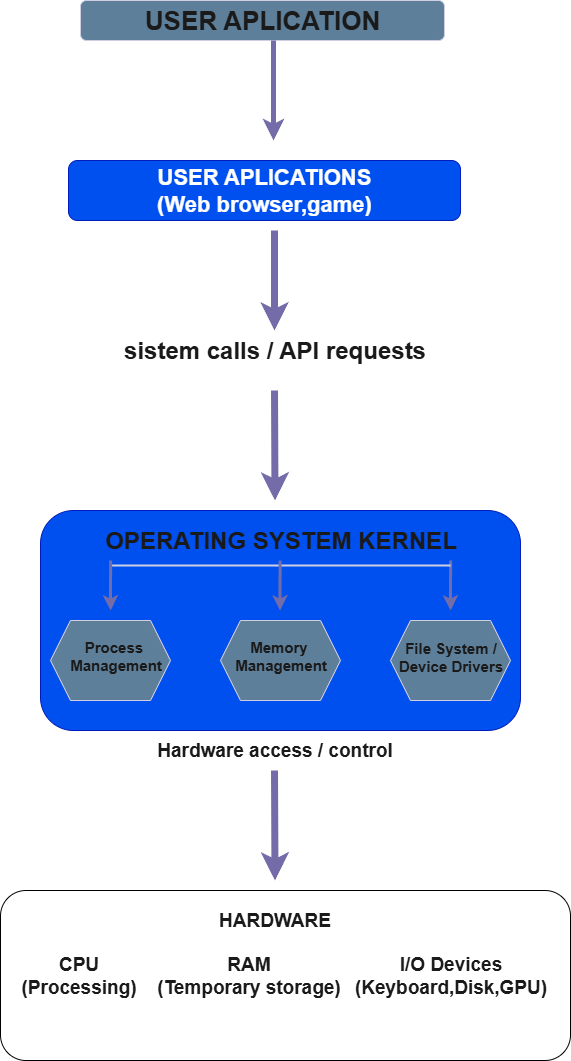 USER APLICATION
USER APLICATIONS
(Web browser,game)
sistem calls / API requests
OPERATING SYSTEM KERNEL
Process
Management
Memory
Management
File System /
Device Drivers
Hardware access / control
HARDWARE
CPU
(Processing)
RAM
(Temporary storage)
I/O Devices
(Keyboard,Disk,GPU)